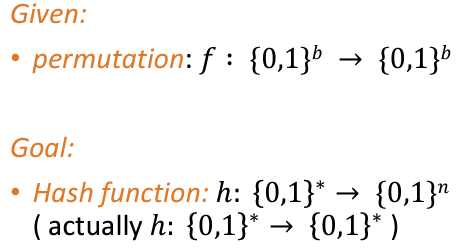 Given:
• permutation: f : {0,1}ᵇ → {0,1}ᵇ
Goal:
• Hash function: h: {0,1}* → {0,1}ⁿ
( actually h: {0,1}* → {0,1}* )